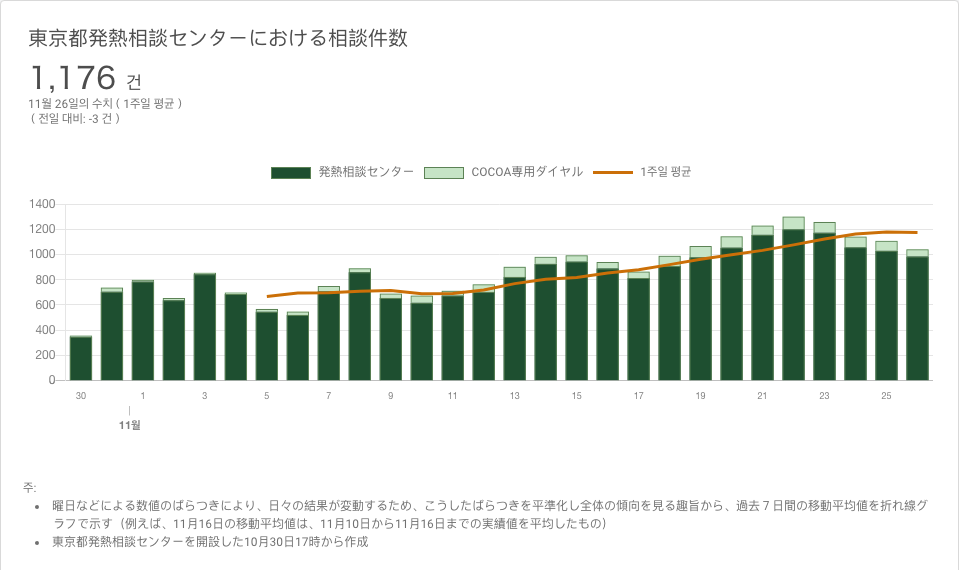 東京都発熱相談センターにおける相談件数
1,176 건
11월 26일의 수치 ( 1주일 평균 )
( 전일 대비: -3 건 )
発熱相談センター COCOA専用ダイヤル 1주일 평균
1400
1200
1000
800
600
400
200
0
30 1 3 5 7 9 11 13 15 17 19 21 23 25
11월
주:
曜日などによる数値のばらつきにより、日々の結果が変動するため、こうしたばらつきを平準化し全体の傾向を見る趣旨から、過去７日間の移動平均値を折れ線グ
ラフで示す（例えば、11月16日の移動平均値は、11月10日から11月16日までの実績値を平均したもの）
東京都発熱相談センターを開設した10月30日17時から作成